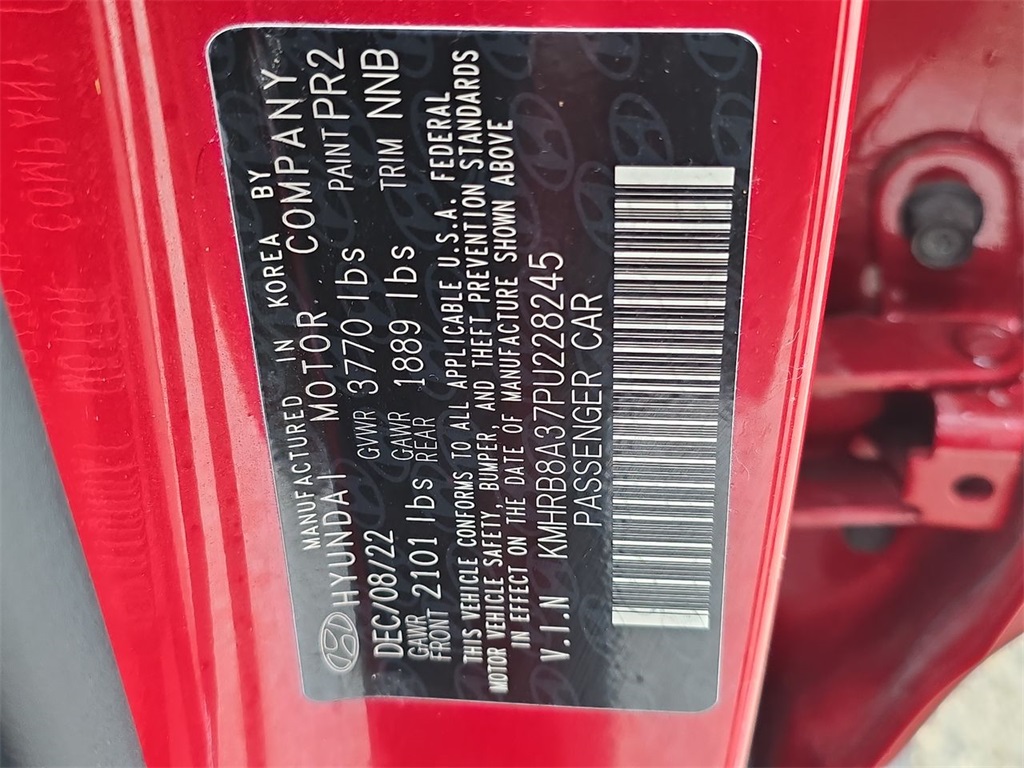 MANUFACTURED IN KOREA BY
HYUNDAI MOTOR COMPANY
DEC/08/22 GVWR 3770 lbs PAINT PR2
GAWR FRONT 2101 lbs GAWR REAR 1889 lbs TRIM NNB
THIS VEHICLE CONFORMS TO ALL APPLICABLE U.S.A. FEDERAL
MOTOR VEHICLE SAFETY, BUMPER, AND THEFT PREVENTION STANDARDS
IN EFFECT ON THE DATE OF MANUFACTURE SHOWN ABOVE
V.I.N KMHRB8A37PU228245
PASSENGER CAR